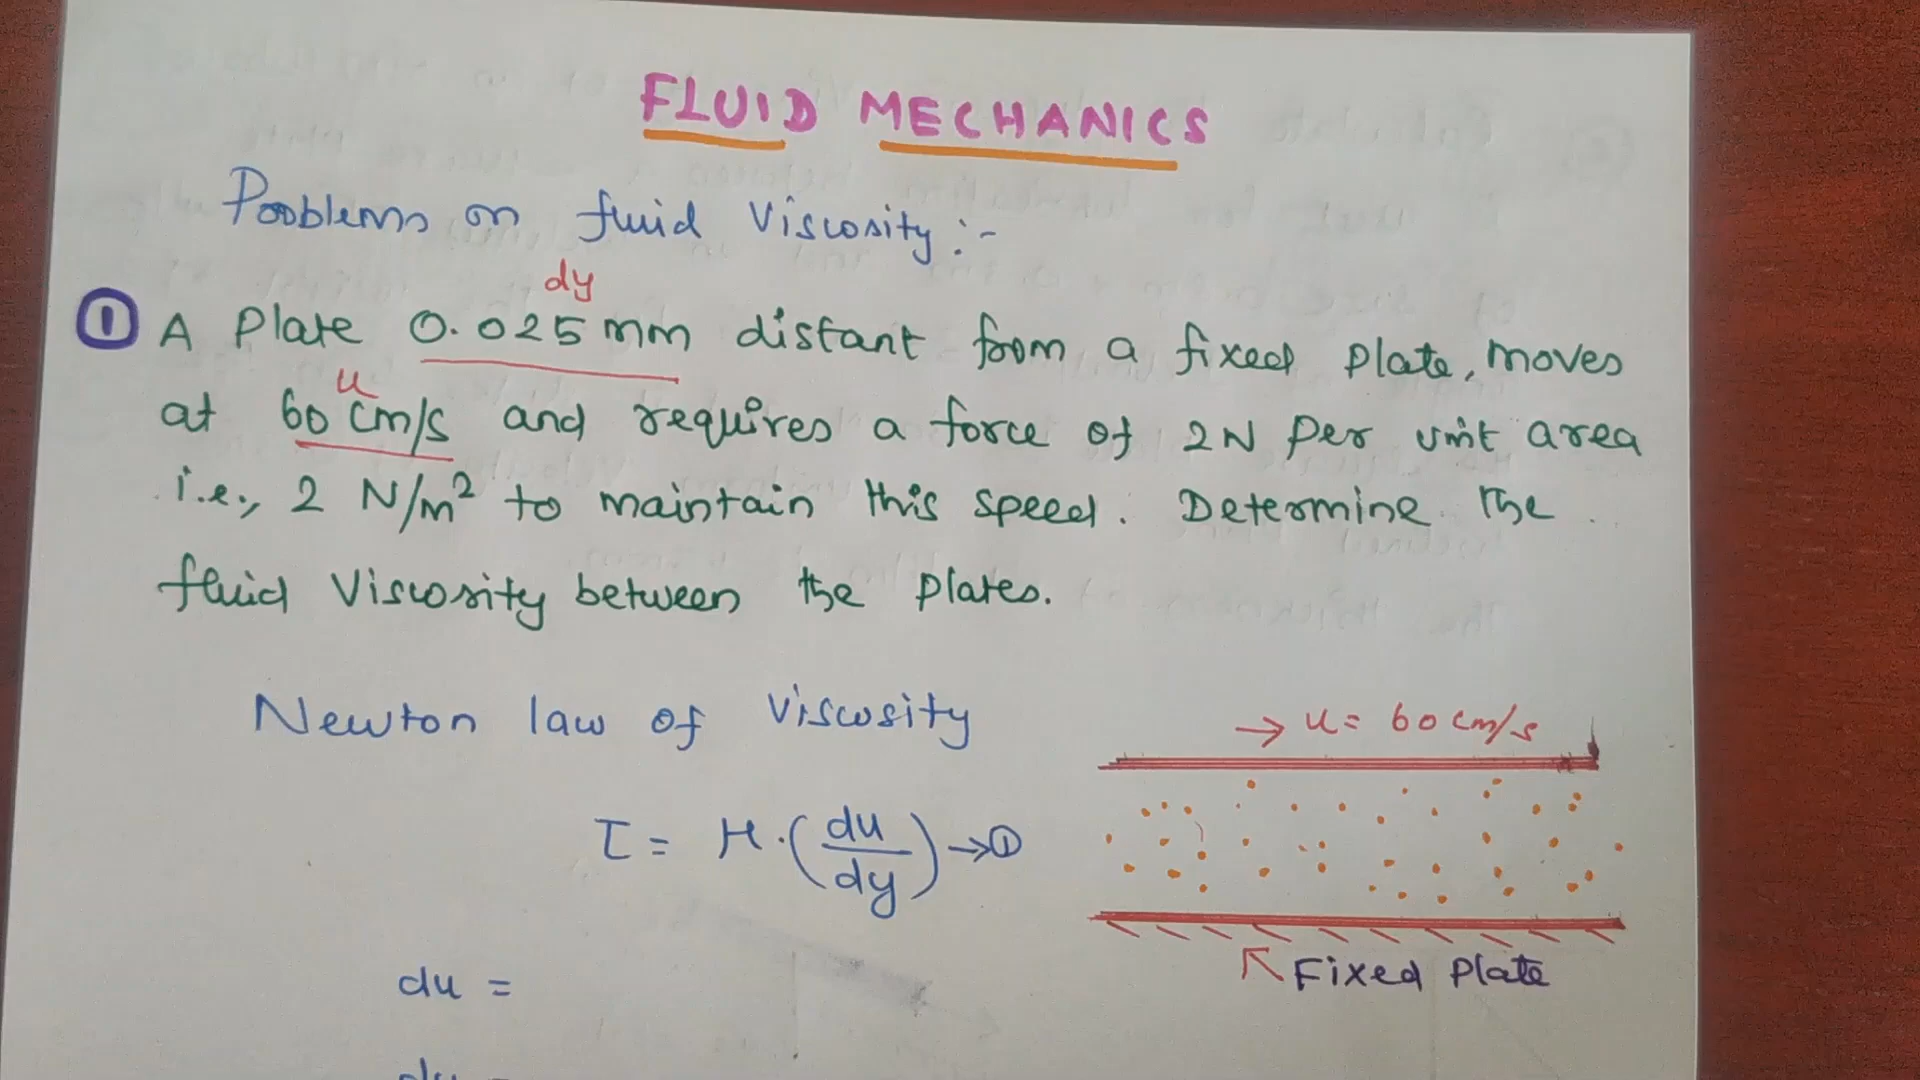 FLUID MECHANICS
Problems on fluid Viscosity :-
dy
① A Plate 0.025 mm distant from a fixed Plate, moves
u
at 60 cm/s and requires a force of 2N Per unit area
i.e., 2 N/m² to maintain this speed. Determine the
fluid Viscosity between the Plates.
Newton law of Viscosity
→ u = 60 cm/s
τ = μ·(du/dy) → ①
Fixed Plate
du =